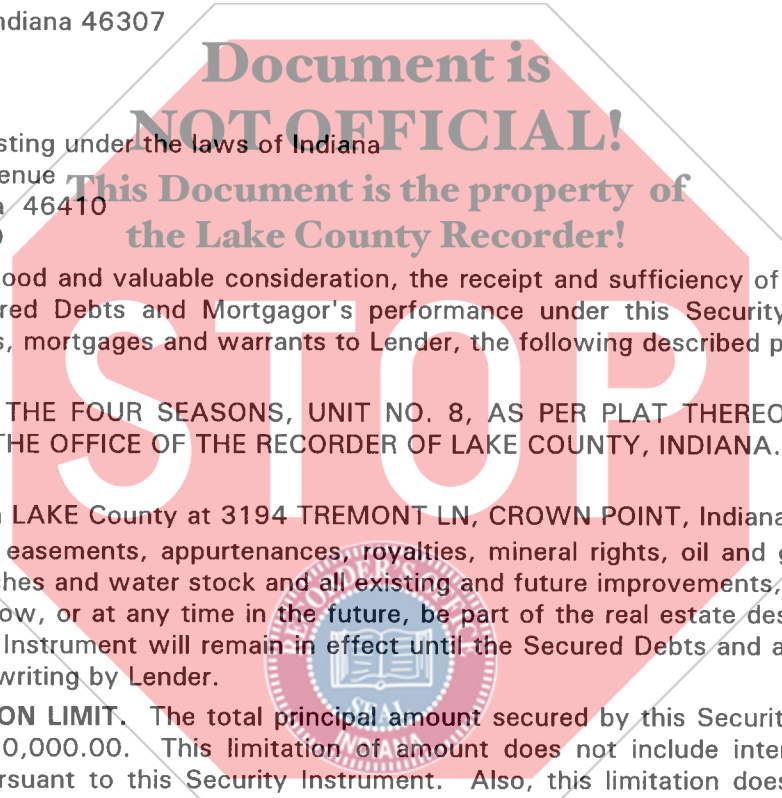 ndiana 46307
Document is
NOT OFFICIAL!
sting under the laws of Indiana
enue
This Document is the property of
46410
the Lake County Recorder!
ood and valuable consideration, the receipt and sufficiency of
red Debts and Mortgagor's performance under this Security
s, mortgages and warrants to Lender, the following described p
STOP
THE FOUR SEASONS, UNIT NO. 8, AS PER PLAT THEREO
THE OFFICE OF THE RECORDER OF LAKE COUNTY, INDIANA.
LAKE County at 3194 TREMONT LN, CROWN POINT, Indiana
easements, appurtenances, royalties, mineral rights, oil and g
ches and water stock and all existing and future improvements,
ow, or at any time in the future, be part of the real estate des
Instrument will remain in effect until the Secured Debts and a
writing by Lender.
RECORDER'S OFFICE
SEAL
INDIANA
ON LIMIT. The total principal amount secured by this Securit
0,000.00. This limitation of amount does not include inter
rsuant to this Security Instrument. Also, this limitation does